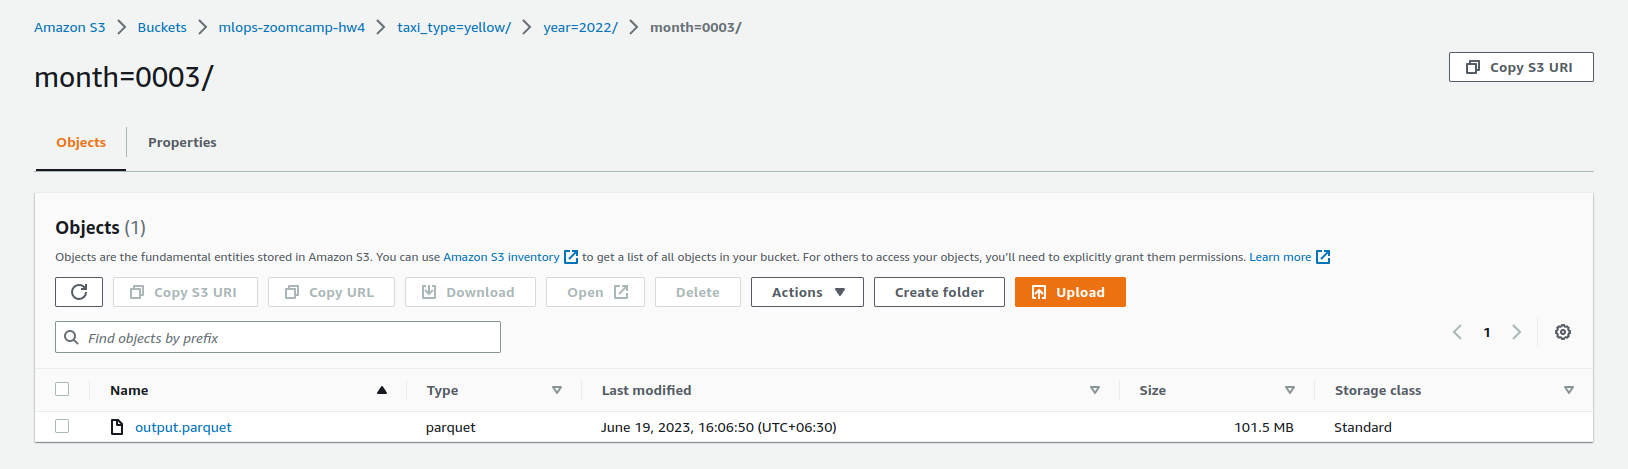 Amazon S3 > Buckets > mlops-zoomcamp-hw4 > taxi_type=yellow/ > year=2022/ > month=0003/
month=0003/
Copy S3 URI
Objects
Properties
Objects (1)
Objects are the fundamental entities stored in Amazon S3. You can use Amazon S3 inventory to get a list of all objects in your bucket. For others to access your objects, you'll need to explicitly grant them permissions. Learn more
Copy S3 URI Copy URL Download Open Delete Actions Create folder Upload
Find objects by prefix
1
Name Type Last modified Size Storage class
output.parquet parquet June 19, 2023, 16:06:50 (UTC+06:30) 101.5 MB Standard